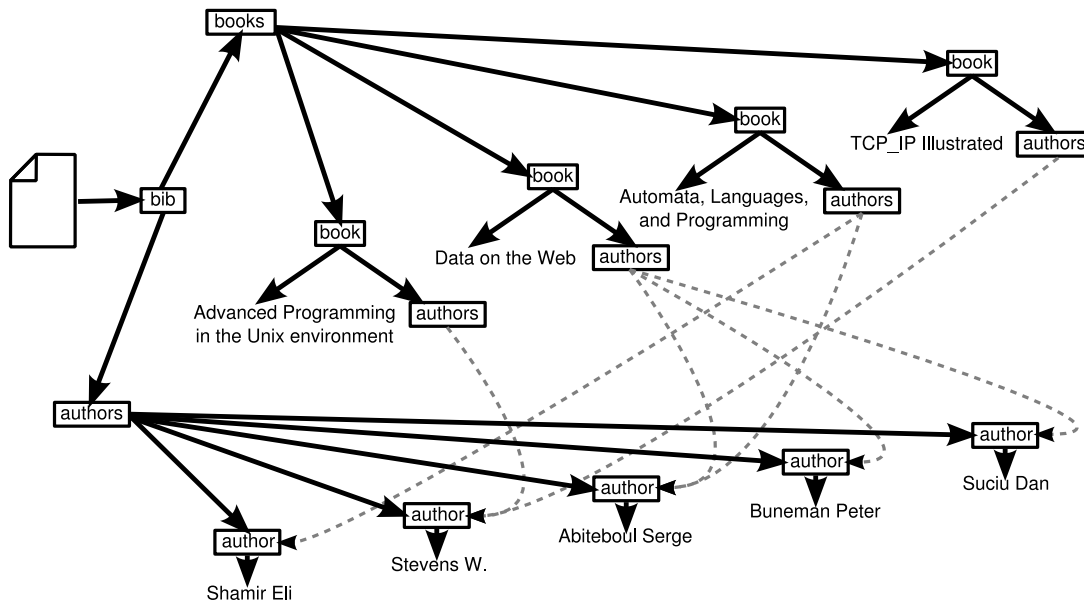 books
book
TCP_IP Illustrated
authors
book
Automata, Languages,
and Programming
authors
book
Data on the Web
authors
bib
book
Advanced Programming
in the Unix environment
authors
authors
author
Suciu Dan
author
Buneman Peter
author
Abiteboul Serge
author
Stevens W.
author
Shamir Eli